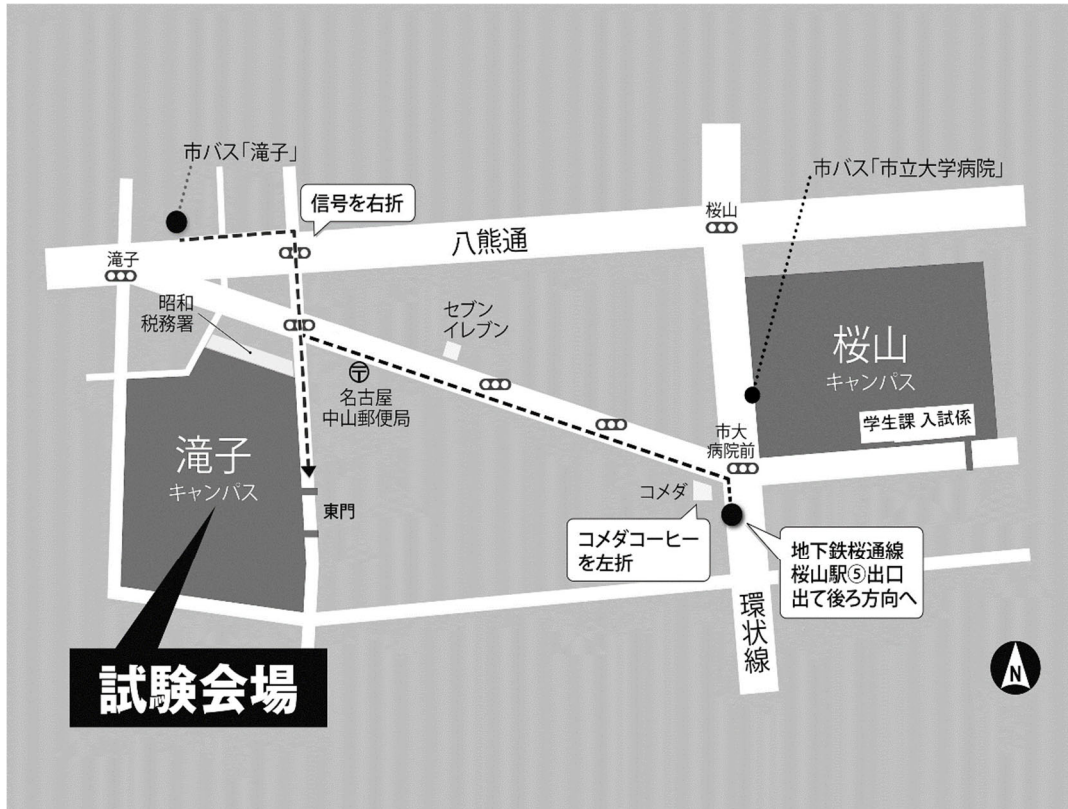 市バス「滝子」
市バス「市立大学病院」
信号を右折
桜山
八熊通
滝子
昭和
税務署
セブン
イレブン
桜山
キャンパス
〒
名古屋
中山郵便局
学生課 入試係
市大
病院前
滝子
キャンパス
コメダ
東門
コメダコーヒー
を左折
地下鉄桜通線
桜山駅⑤出口
出て後ろ方向へ
環状線
試験会場
N